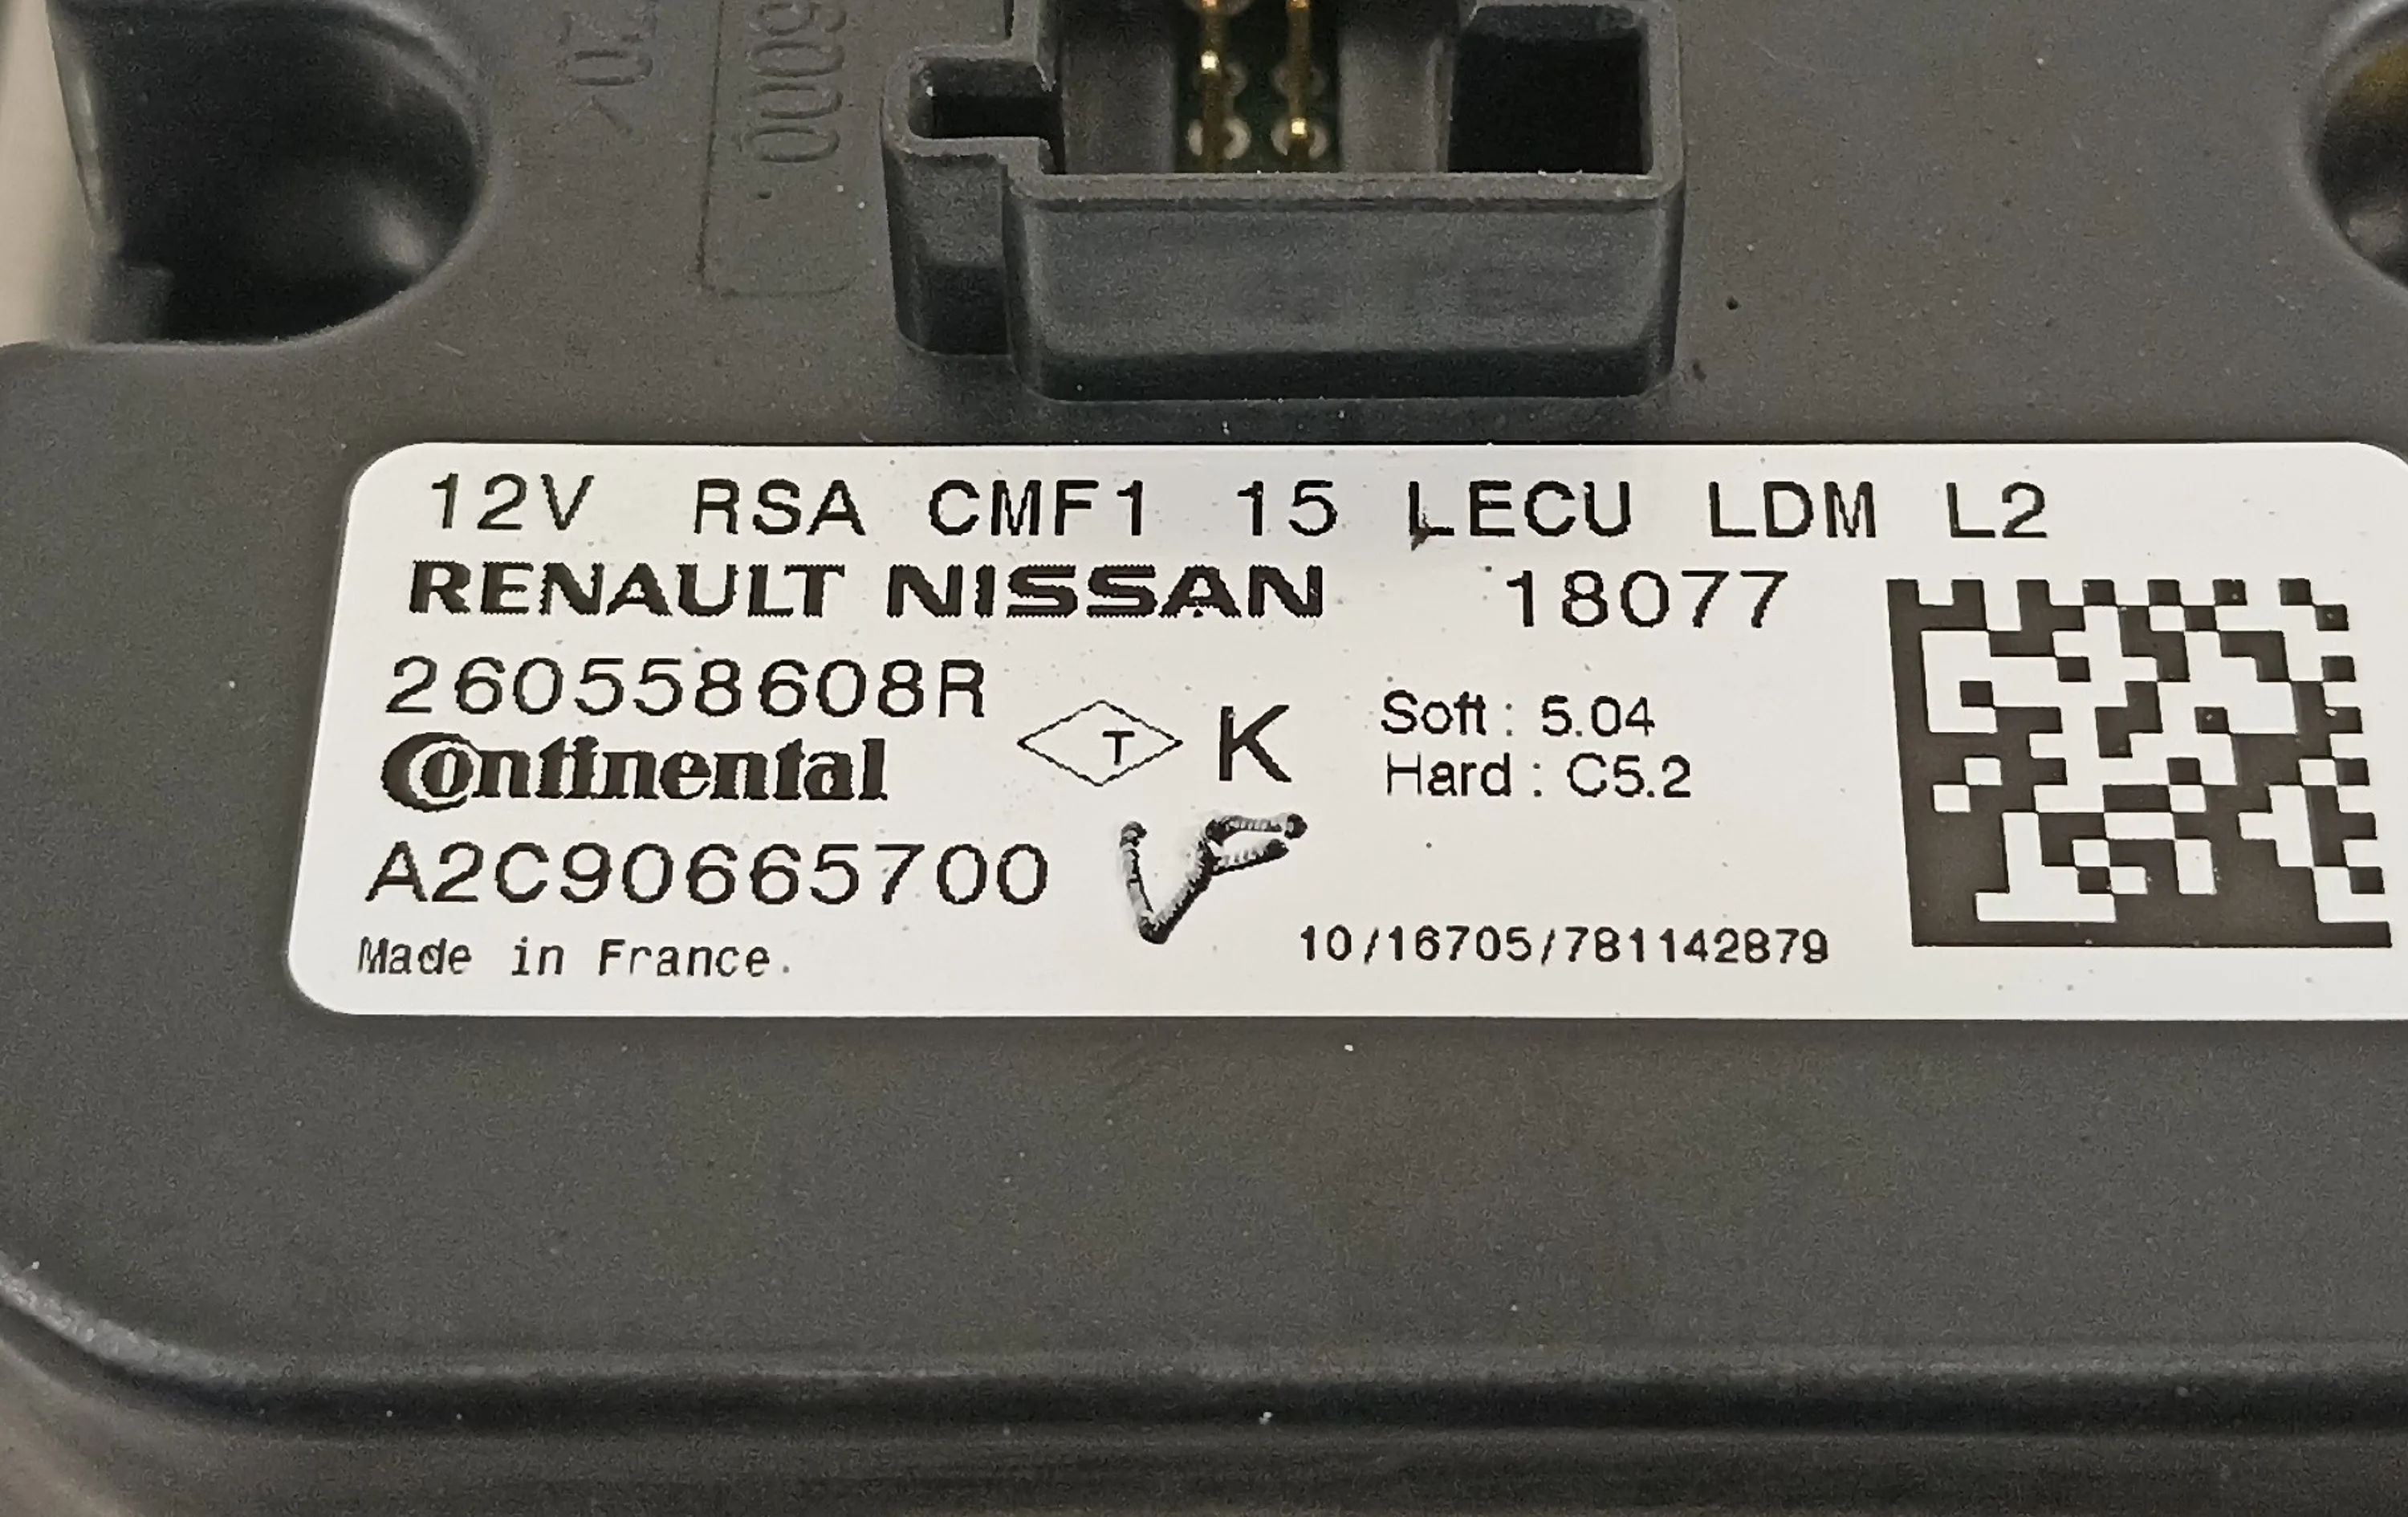 12V RSA CMF1 15 LECU LDM L2
RENAULT NISSAN 18077
260558608R
T K Soft : 5.04
Hard : C5.2
Continental
A2C90665700
Made in France. 10/16705/781142879